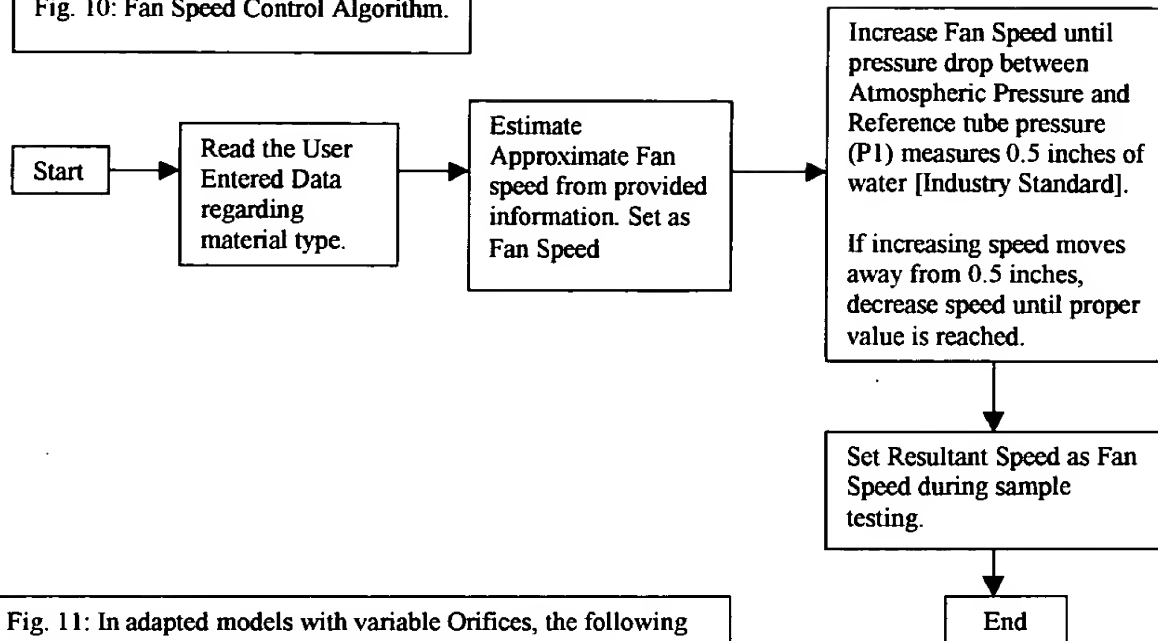 Fig. 10: Fan Speed Control Algorithm.
Start
Read the User
Entered Data
regarding
material type.
Estimate
Approximate Fan
speed from provided
information. Set as
Fan Speed
Increase Fan Speed until
pressure drop between
Atmospheric Pressure and
Reference tube pressure
(P1) measures 0.5 inches of
water [Industry Standard].
If increasing speed moves
away from 0.5 inches,
decrease speed until proper
value is reached.
Set Resultant Speed as Fan
Speed during sample
testing.
End
Fig. 11: In adapted models with variable Orifices, the following